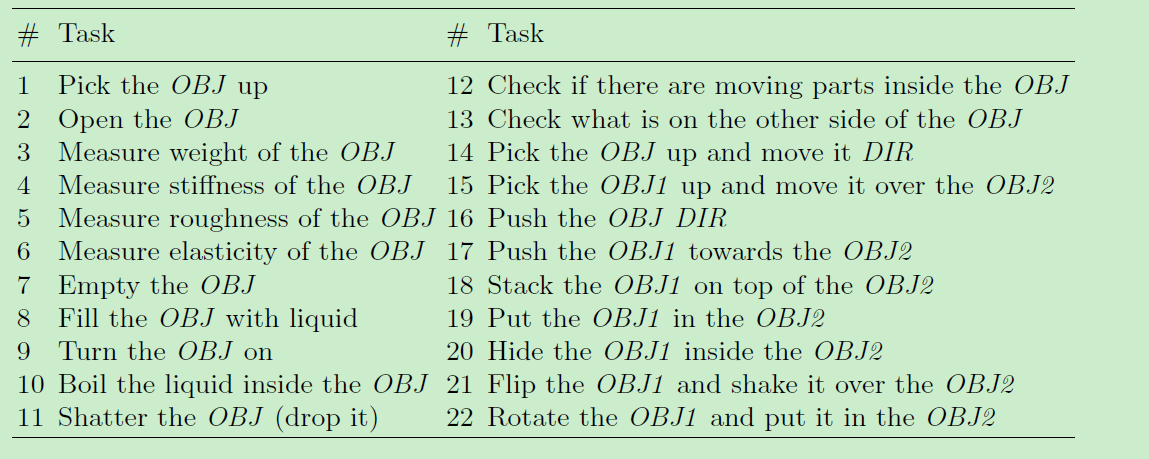 # Task # Task
1 Pick the OBJ up 12 Check if there are moving parts inside the OBJ
2 Open the OBJ 13 Check what is on the other side of the OBJ
3 Measure weight of the OBJ 14 Pick the OBJ up and move it DIR
4 Measure stiffness of the OBJ 15 Pick the OBJ1 up and move it over the OBJ2
5 Measure roughness of the OBJ 16 Push the OBJ DIR
6 Measure elasticity of the OBJ 17 Push the OBJ1 towards the OBJ2
7 Empty the OBJ 18 Stack the OBJ1 on top of the OBJ2
8 Fill the OBJ with liquid 19 Put the OBJ1 in the OBJ2
9 Turn the OBJ on 20 Hide the OBJ1 inside the OBJ2
10 Boil the liquid inside the OBJ 21 Flip the OBJ1 and shake it over the OBJ2
11 Shatter the OBJ (drop it) 22 Rotate the OBJ1 and put it in the OBJ2